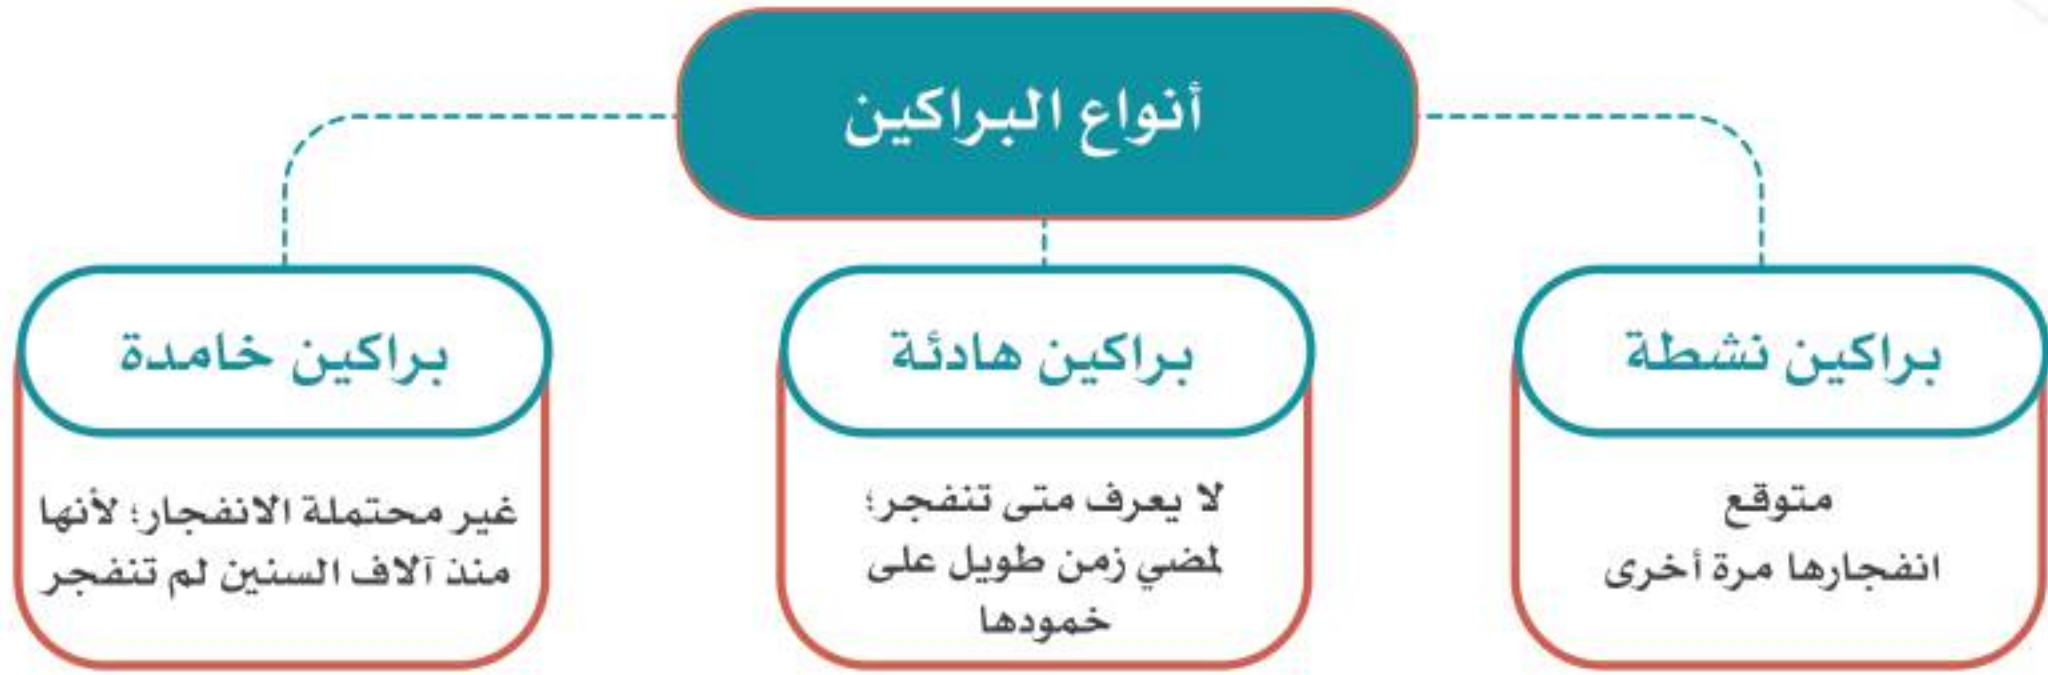 أنواع البراكين
براكين نشطة
متوقع
انفجارها مرة أخرى
براكين هادئة
لا يعرف متى تنفجر؛
لمضي زمن طويل على
خمودها
براكين خامدة
غير محتملة الانفجار؛ لأنها
منذ آلاف السنين لم تنفجر